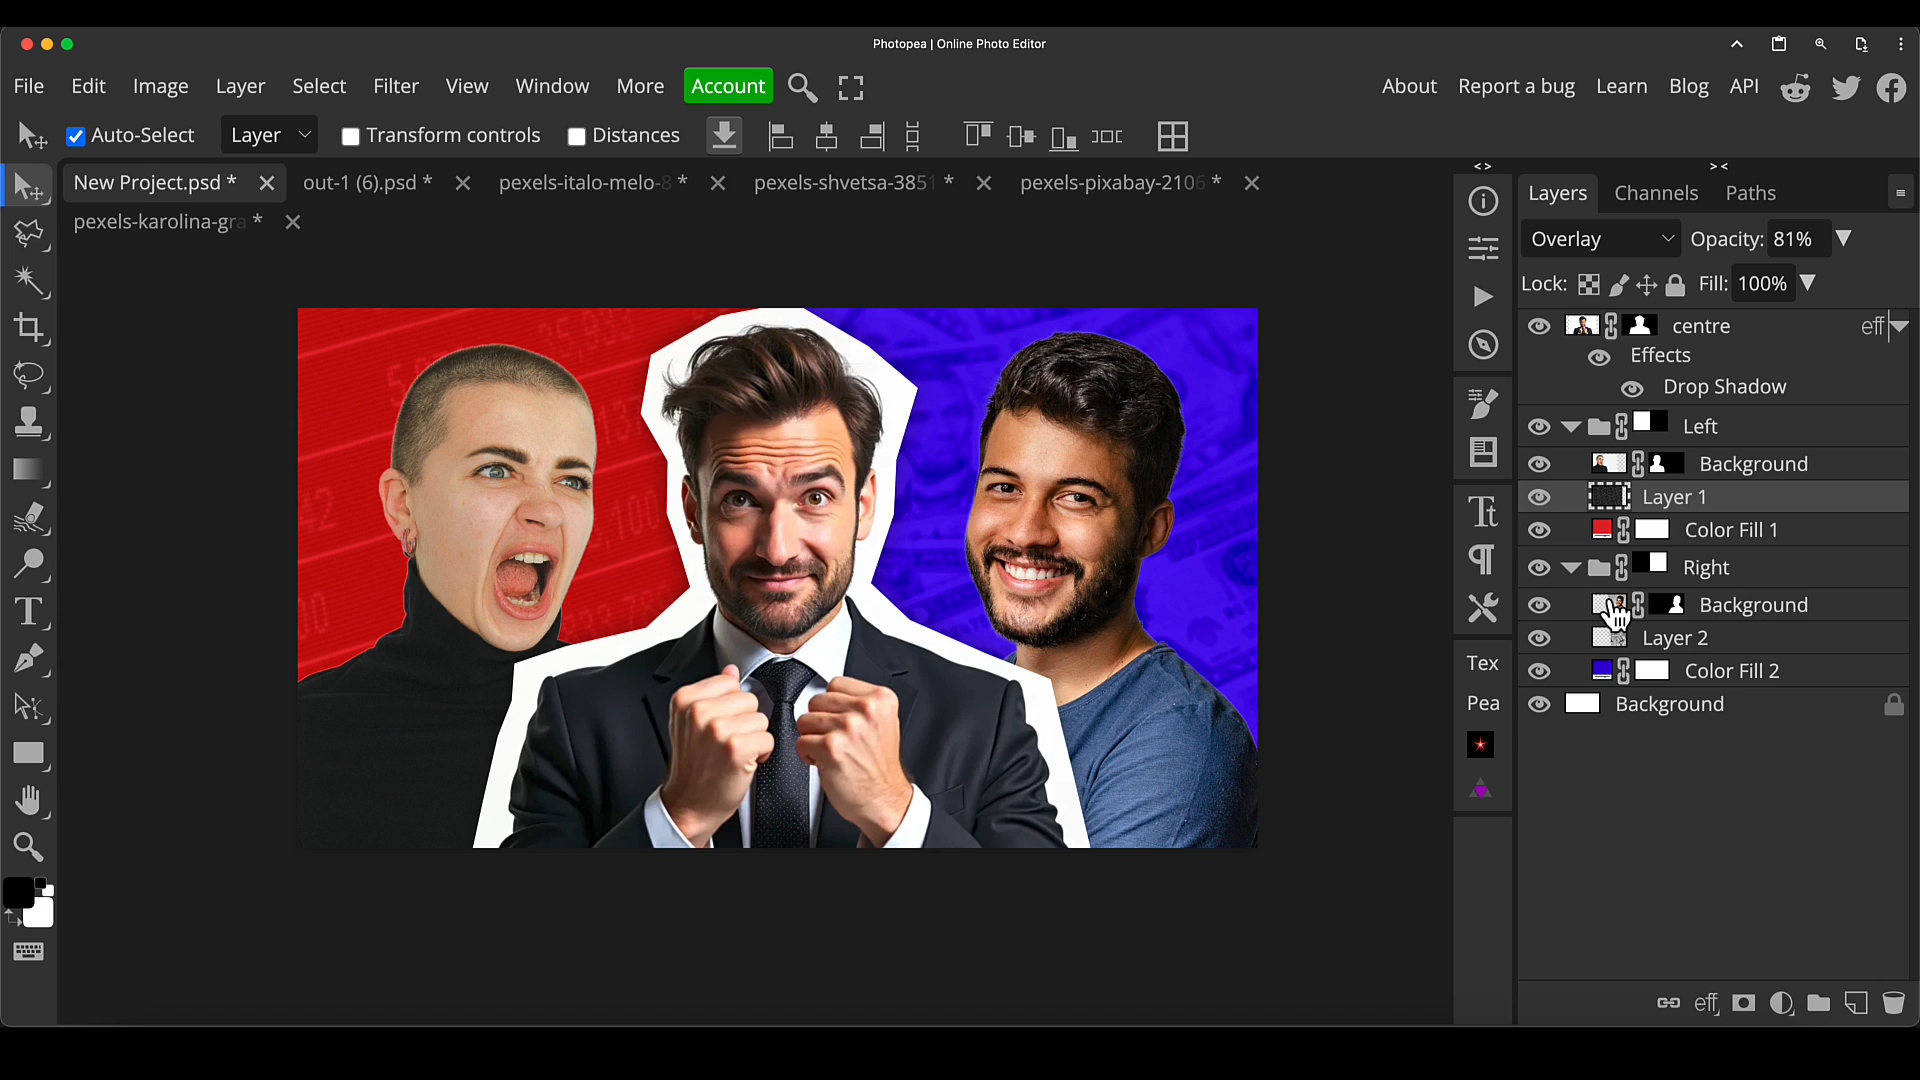 Photopea | Online Photo Editor
File Edit Image Layer Select Filter View Window More Account About Report a bug Learn Blog API
Auto-Select Layer Transform controls Distances
New Project.psd * out-1 (6).psd * pexels-italo-melo-8 * pexels-shvetsa-3851 * pexels-pixabay-2106 *
pexels-karolina-gra *
Layers Channels Paths
Overlay Opacity: 81%
Lock: Fill: 100%
centre eff
Effects
Drop Shadow
Left
Background
Layer 1
Color Fill 1
Right
Background
Layer 2
Color Fill 2
Background
Tex
Pea
35,933
eff